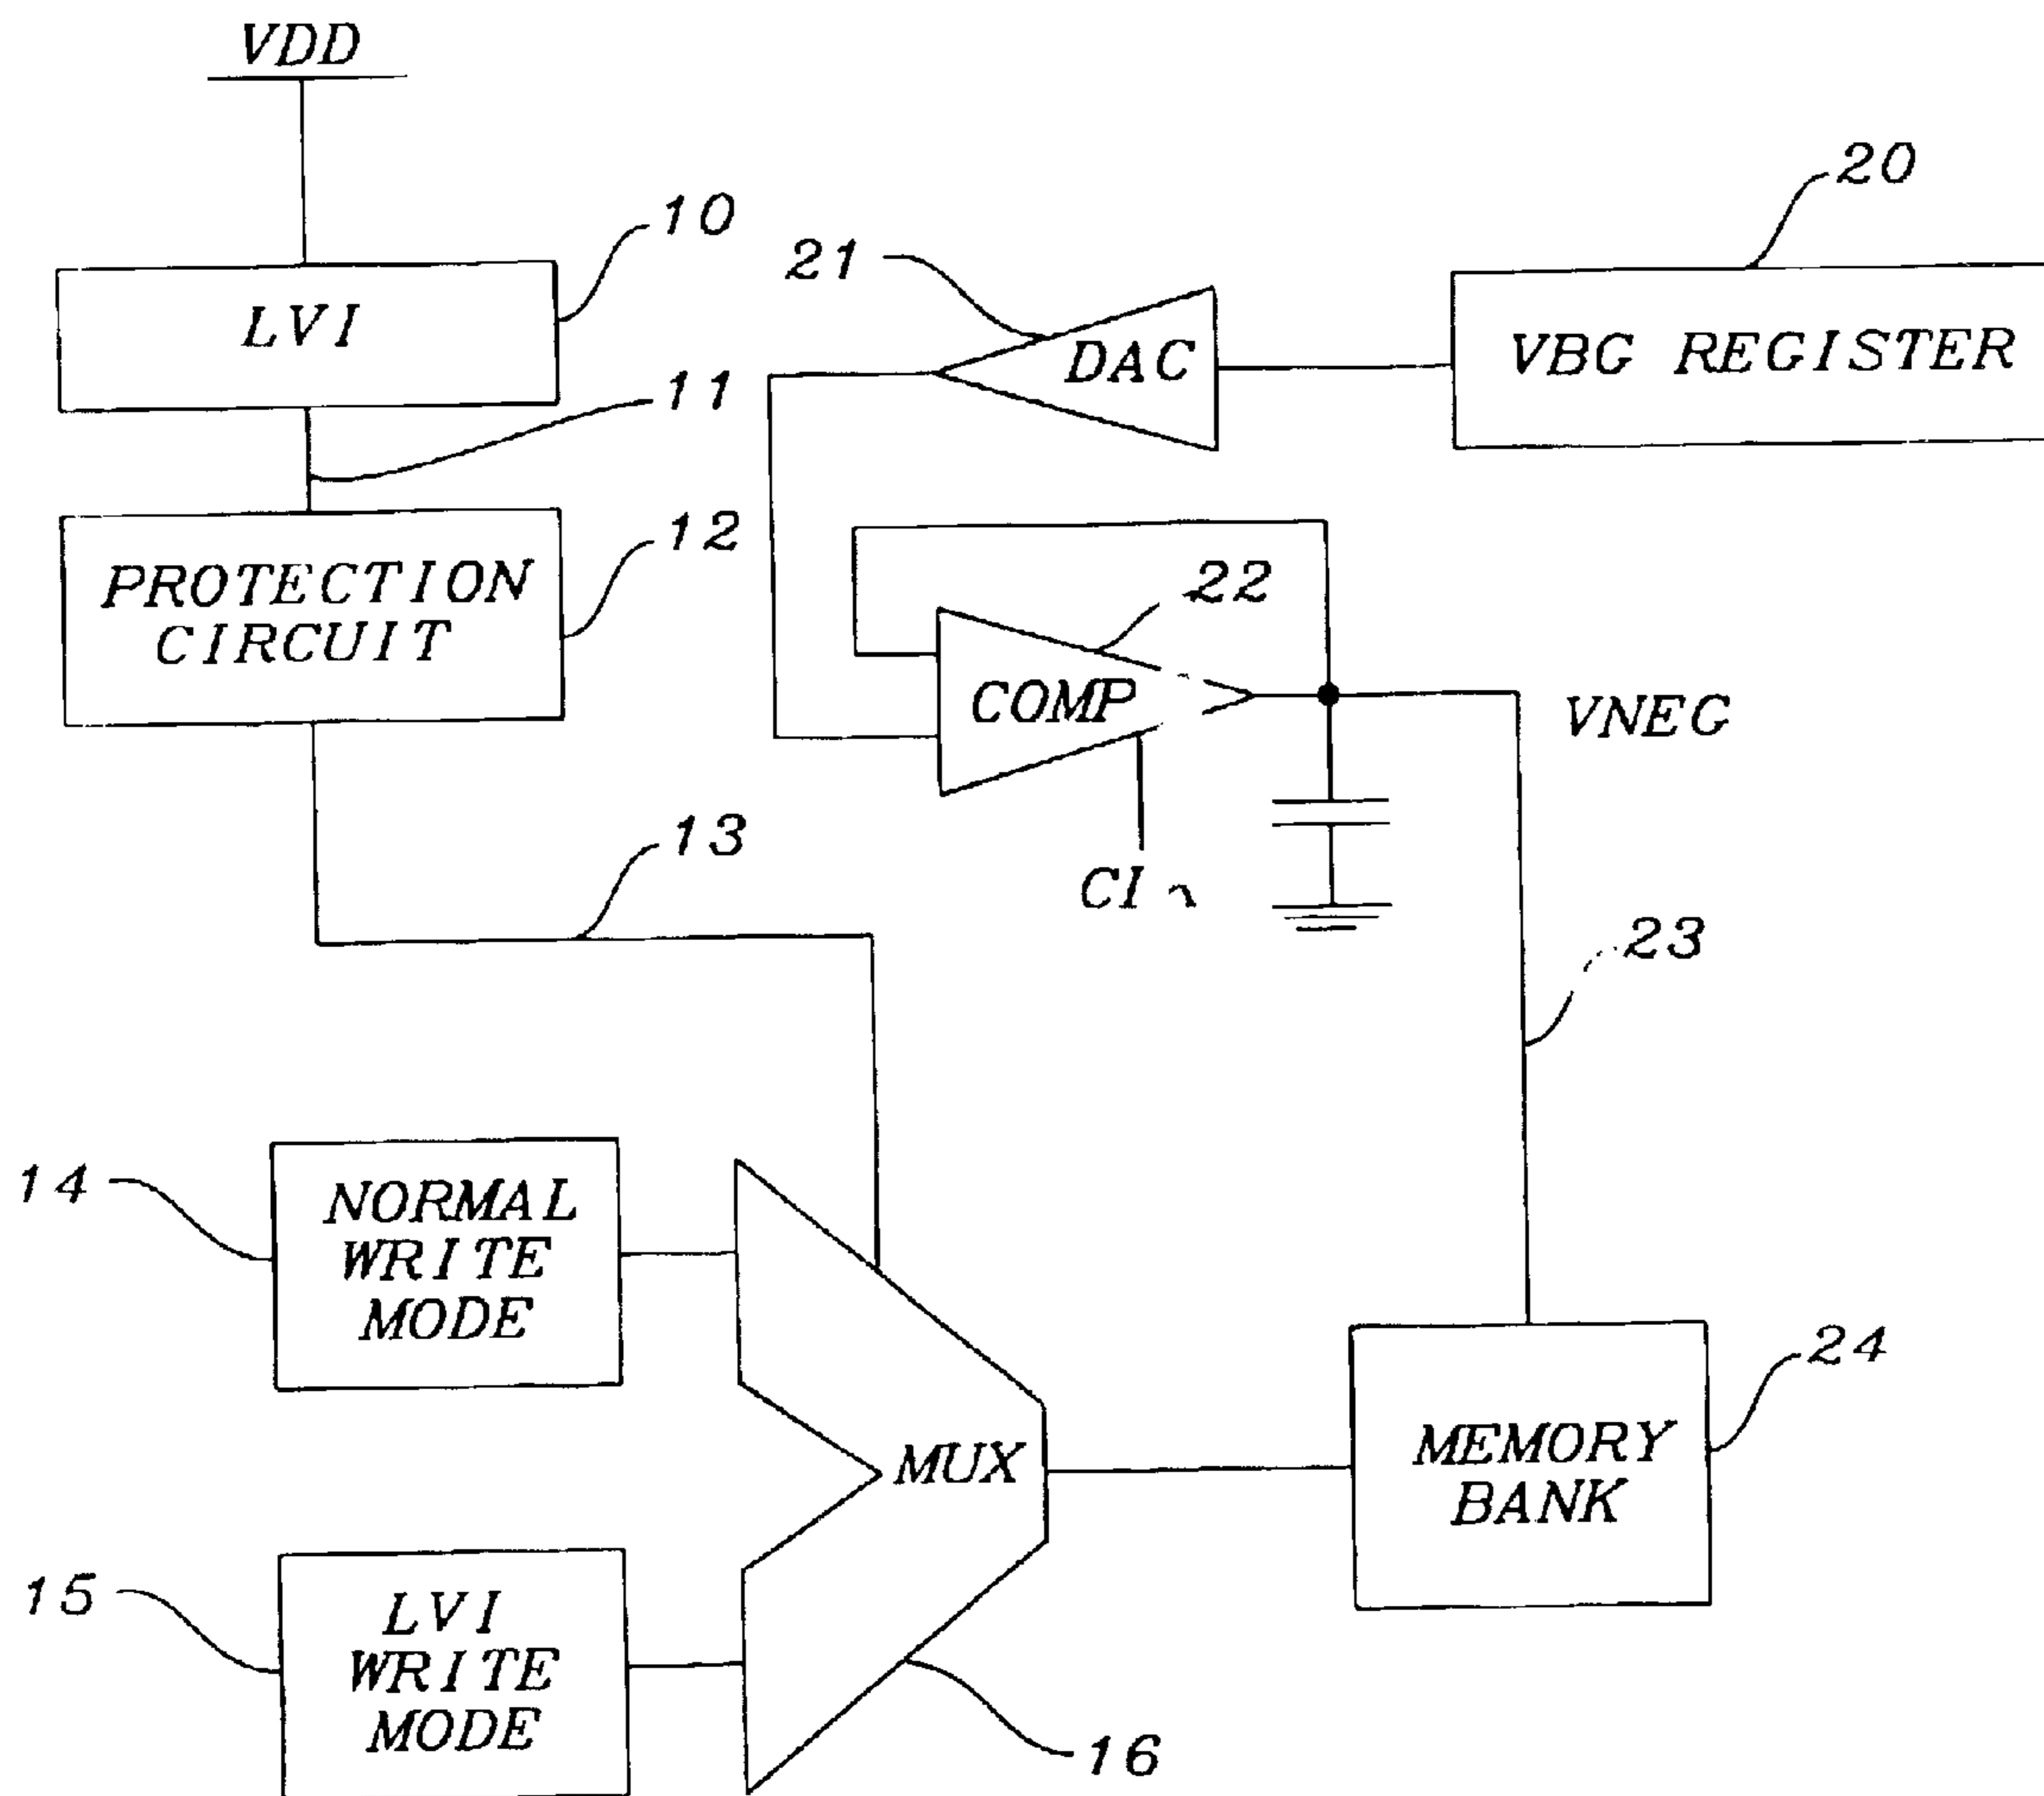 VDD
20
10
21
LVI
DAC
VBG REGISTER
11
12
PROTECTION
CIRCUIT
22
COMP
VNEG
13
23
14
NORMAL
WRITE
MODE
24
MUX
MEMORY
BANK
15
LVI
WRITE
MODE
16